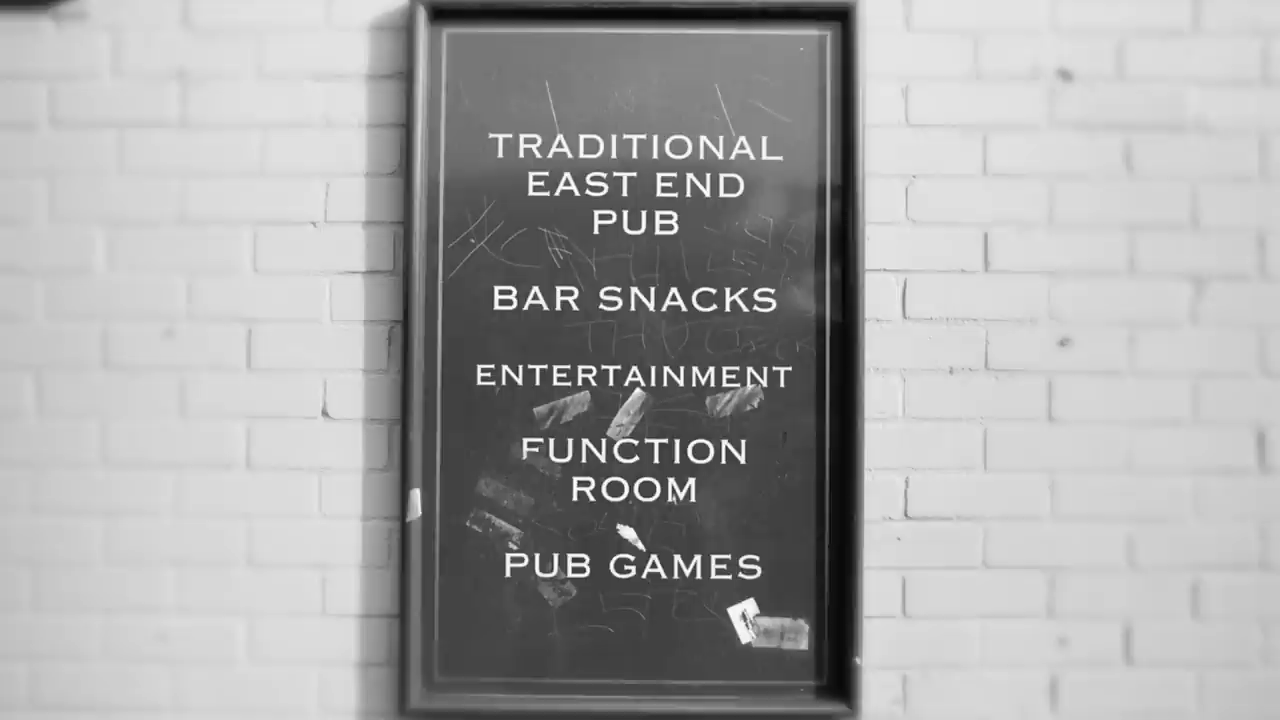 TRADITIONAL
EAST END
PUB
BAR SNACKS
ENTERTAINMENT
FUNCTION
ROOM
PUB GAMES